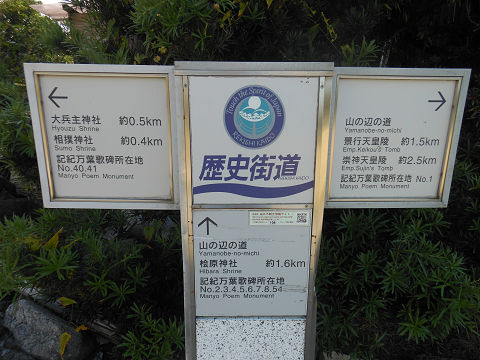 ←
大兵主神社 約0.5km
Hyouzu Shrine
相撲神社 約0.4km
Sumo Shrine
記紀万葉歌碑所在地
No.40.41
Manyo Poem Monument
Touch the Spirit of Japan
REKISHI KAIDO
歴史街道
REKISHI KAIDO
→
山の辺の道
Yamanobe-no-michi
景行天皇陵 約1.5km
Emp.Keikou's Tomb
崇神天皇陵 約2.5km
Emp.Sujin's Tomb
記紀万葉歌碑所在地
Manyo Poem Monument No.1
↑
山の辺の道
Yamanobe-no-michi
桧原神社 約1.6km
Hibara Shrine
記紀万葉歌碑所在地
No.2.3.4.5.6.7.8.54
Manyo Poem Monument